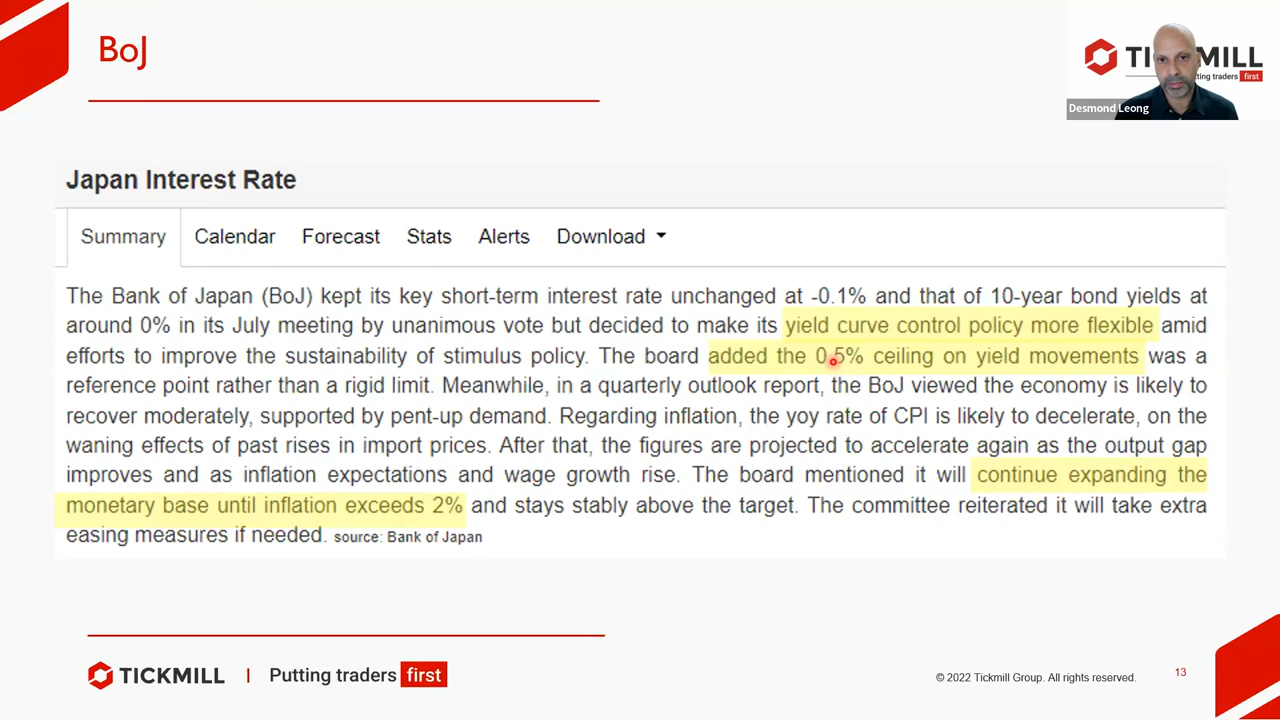 BoJ
TICKMILL
tting traders first
Desmond Leong
Japan Interest Rate
Summary Calendar Forecast Stats Alerts Download
The Bank of Japan (BoJ) kept its key short-term interest rate unchanged at -0.1% and that of 10-year bond yields at
around 0% in its July meeting by unanimous vote but decided to make its yield curve control policy more flexible amid
efforts to improve the sustainability of stimulus policy. The board added the 0.5% ceiling on yield movements was a
reference point rather than a rigid limit. Meanwhile, in a quarterly outlook report, the BoJ viewed the economy is likely to
recover moderately, supported by pent-up demand. Regarding inflation, the yoy rate of CPI is likely to decelerate, on the
waning effects of past rises in import prices. After that, the figures are projected to accelerate again as the output gap
improves and as inflation expectations and wage growth rise. The board mentioned it will continue expanding the
monetary base until inflation exceeds 2% and stays stably above the target. The committee reiterated it will take extra
easing measures if needed. source: Bank of Japan
TICKMILL | Putting traders first
© 2022 Tickmill Group. All rights reserved.
13